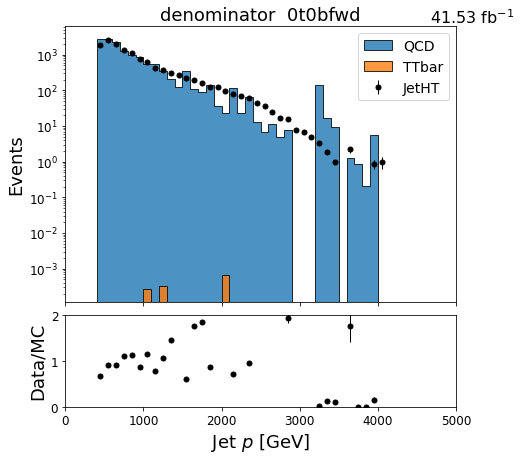 denominator 0t0bfwd
41.53 fb⁻¹
QCD
TTbar
JetHT
Events
10³
10²
10¹
10⁰
10⁻¹
10⁻²
10⁻³
Data/MC
2
1
0
0 1000 2000 3000 4000 5000
Jet p [GeV]